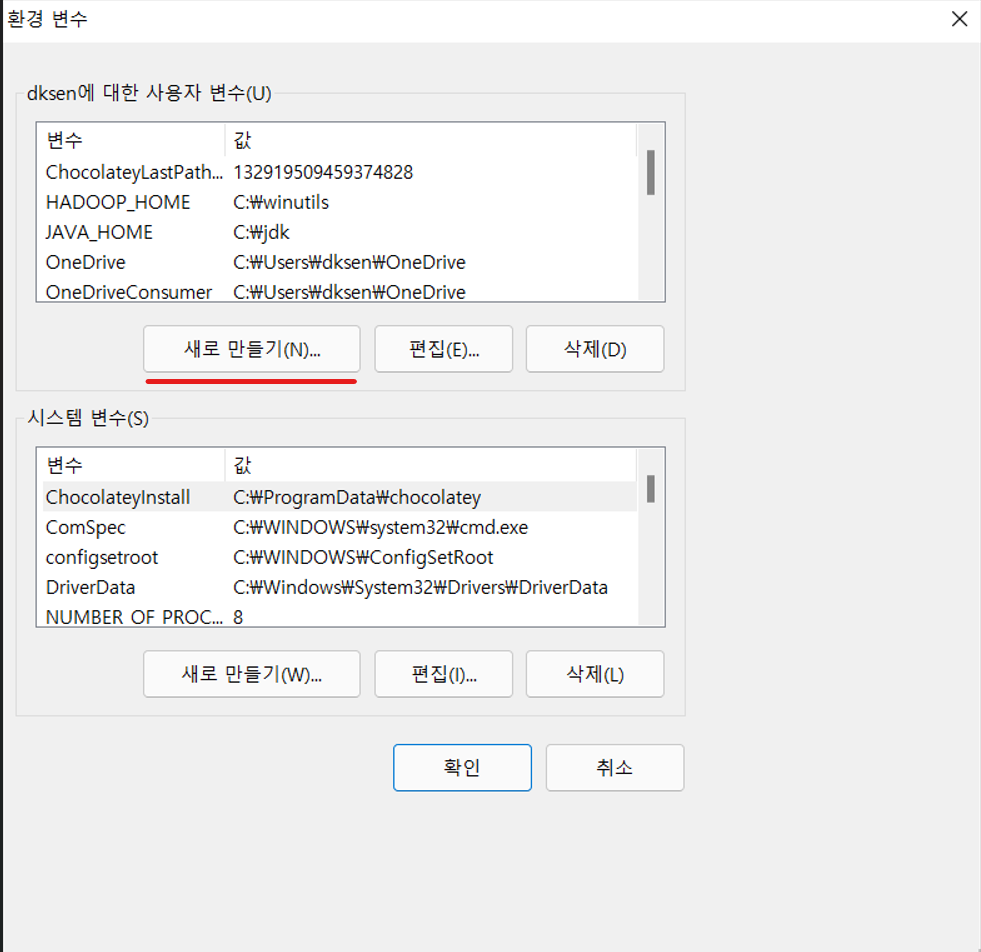 환경 변수
dksen에 대한 사용자 변수(U)
변수 값
ChocolateyLastPath... 132919509459374828
HADOOP_HOME C:₩winutils
JAVA_HOME C:₩jdk
OneDrive C:₩Users₩dksen₩OneDrive
OneDriveConsumer C:₩Users₩dksen₩OneDrive
새로 만들기(N)... 편집(E)... 삭제(D)
시스템 변수(S)
변수 값
ChocolateyInstall C:₩ProgramData₩chocolatey
ComSpec C:₩WINDOWS₩system32₩cmd.exe
configsetroot C:₩WINDOWS₩ConfigSetRoot
DriverData C:₩Windows₩System32₩Drivers₩DriverData
NUMBER_OF_PROC... 8
새로 만들기(W)... 편집(I)... 삭제(L)
확인 취소